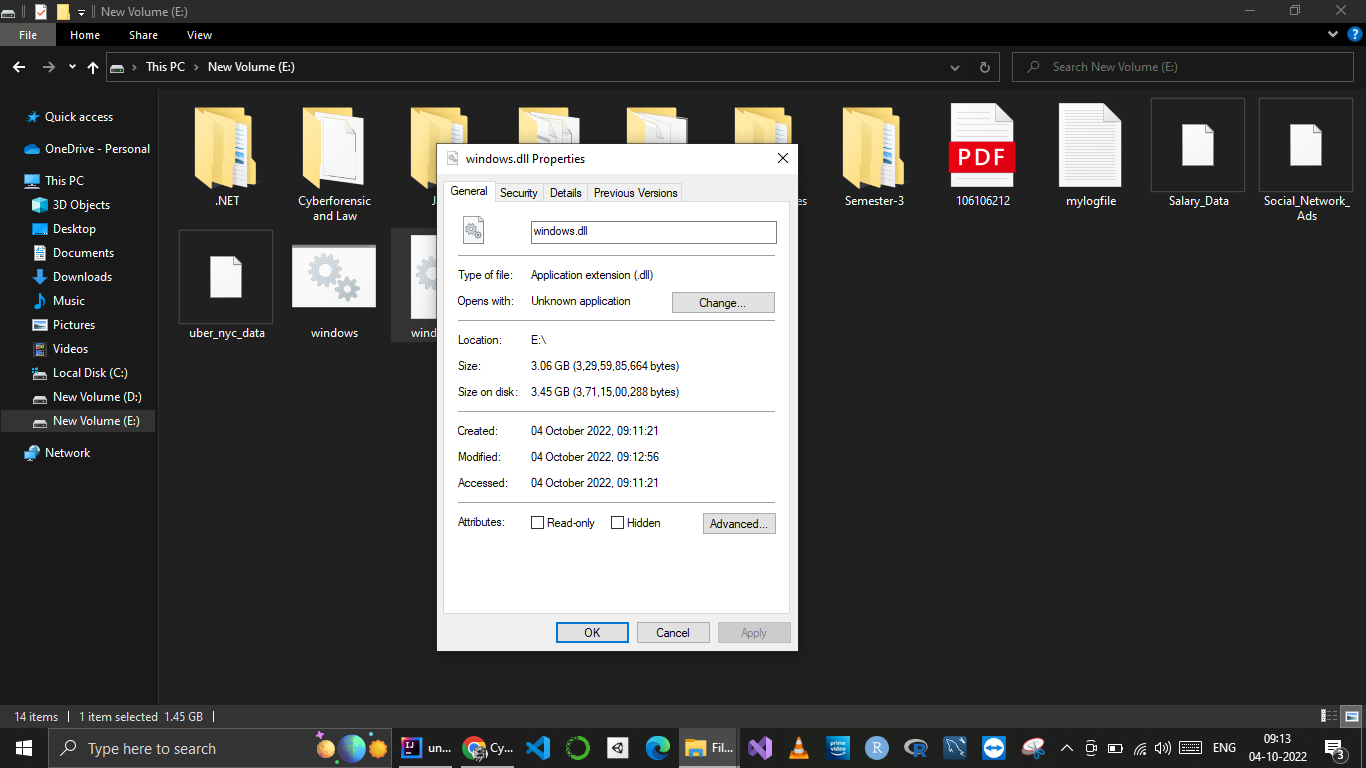 New Volume (E:)
File Home Share View
This PC New Volume (E:) Search New Volume (E:)
Quick access
OneDrive - Personal
This PC
3D Objects
Desktop
Documents
Downloads
Music
Pictures
Videos
Local Disk (C:)
New Volume (D:)
New Volume (E:)
Network
.NET
Cyberforensic
and Law
Semester-3
PDF
106106212
mylogfile
Salary_Data
Social_Network_
Ads
uber_nyc_data
windows
windows.dll Properties
General Security Details Previous Versions
windows.dll
Type of file: Application extension (.dll)
Opens with: Unknown application Change...
Location: E:\
Size: 3.06 GB (3,29,59,85,664 bytes)
Size on disk: 3.45 GB (3,71,15,00,288 bytes)
Created: 04 October 2022, 09:11:21
Modified: 04 October 2022, 09:12:56
Accessed: 04 October 2022, 09:11:21
Attributes: Read-only Hidden Advanced...
OK Cancel Apply
14 items 1 item selected 1.45 GB
Type here to search
un... Cy... Fil...
prime video
R
ENG
09:13
04-10-2022
3